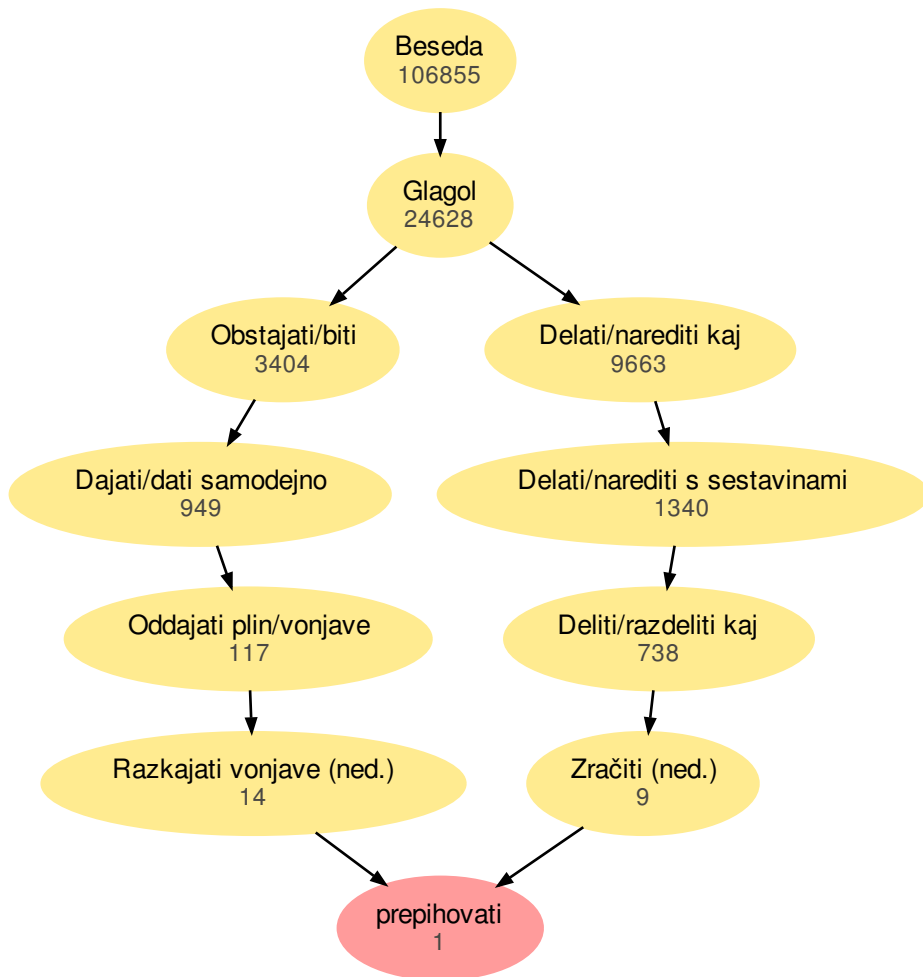 Beseda
106855
Glagol
24628
Obstajati/biti
3404
Delati/narediti kaj
9663
Dajati/dati samodejno
949
Delati/narediti s sestavinami
1340
Oddajati plin/vonjave
117
Deliti/razdeliti kaj
738
Razkajati vonjave (ned.)
14
Zračiti (ned.)
9
prepihovati
1